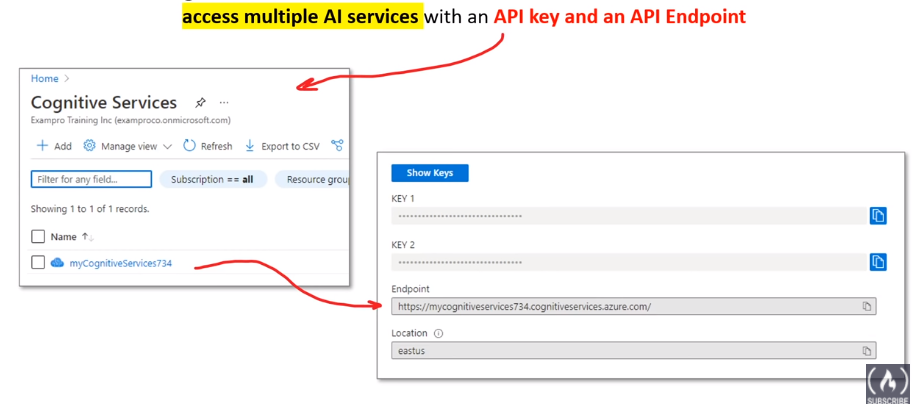 access multiple AI services with an API key and an API Endpoint
Home >
Cognitive Services
Exampro Training Inc (examproco.onmicrosoft.com)
+ Add Manage view Refresh Export to CSV
Filter for any field... Subscription == all Resource grou
Showing 1 to 1 of 1 records.
Name ↑↓
myCognitiveServices734
Show Keys
KEY 1
••••••••••••••••••••••••••••••••
KEY 2
••••••••••••••••••••••••••••••••
Endpoint
https://mycognitiveservices734.cognitiveservices.azure.com/
Location
eastus
SUBSCRIBE